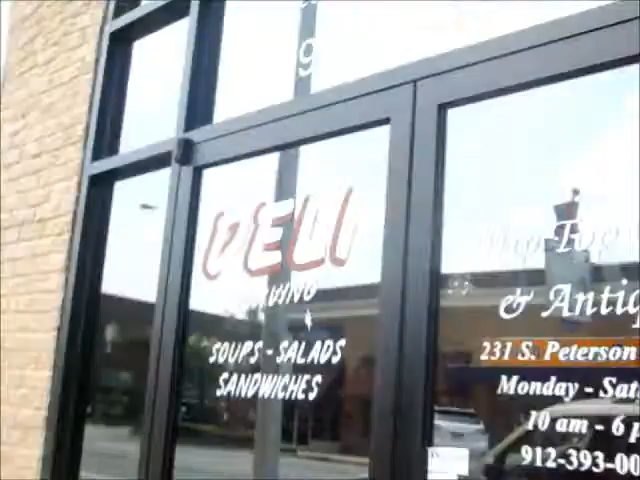 DELI
SOUPS - SALADS
SANDWICHES
& Antiq
231 S. Peterson
Monday - Sat
10 am - 6 p
912-393-00